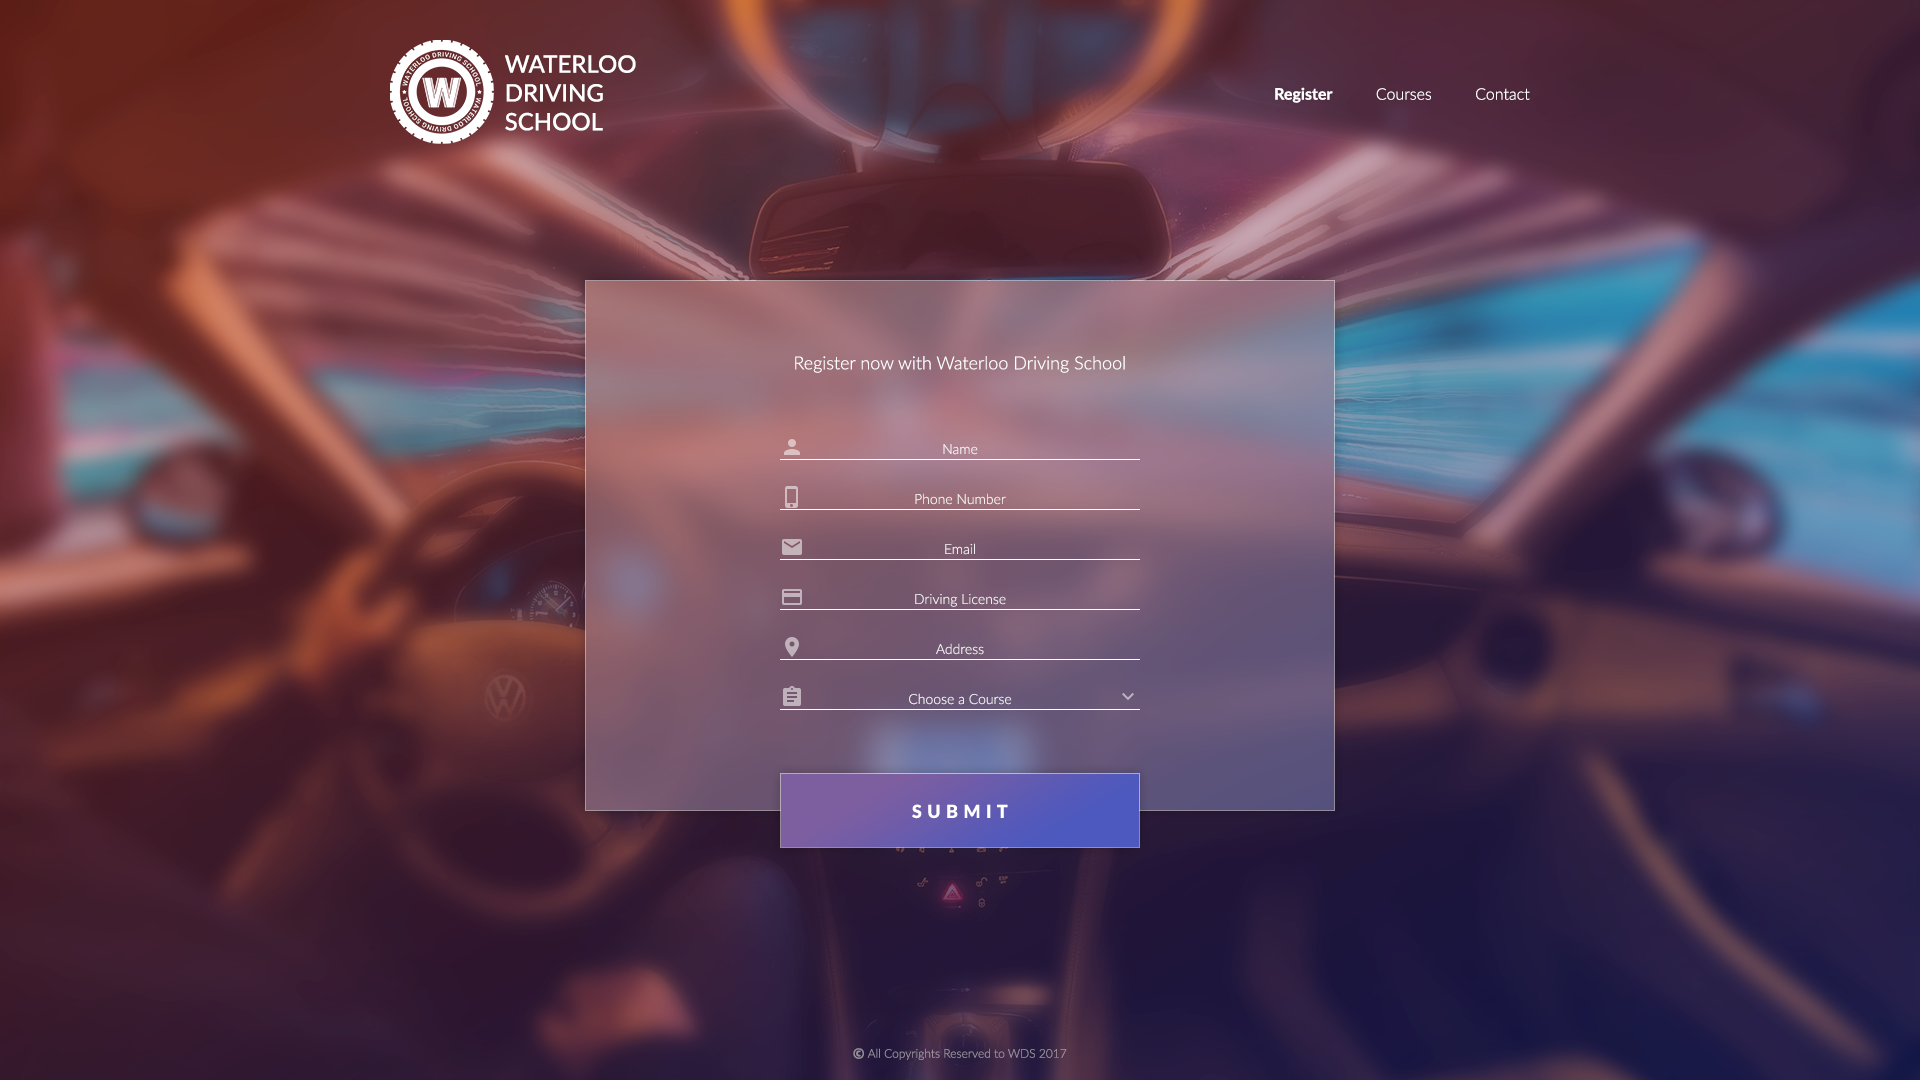 WATERLOO DRIVING SCHOOL ★ WATERLOO DRIVING SCHOOL ★
W
WATERLOO
DRIVING
SCHOOL
Register
Courses
Contact
Register now with Waterloo Driving School
Name
Phone Number
Email
Driving License
Address
Choose a Course
SUBMIT
© All Copyrights Reserved to WDS 2017